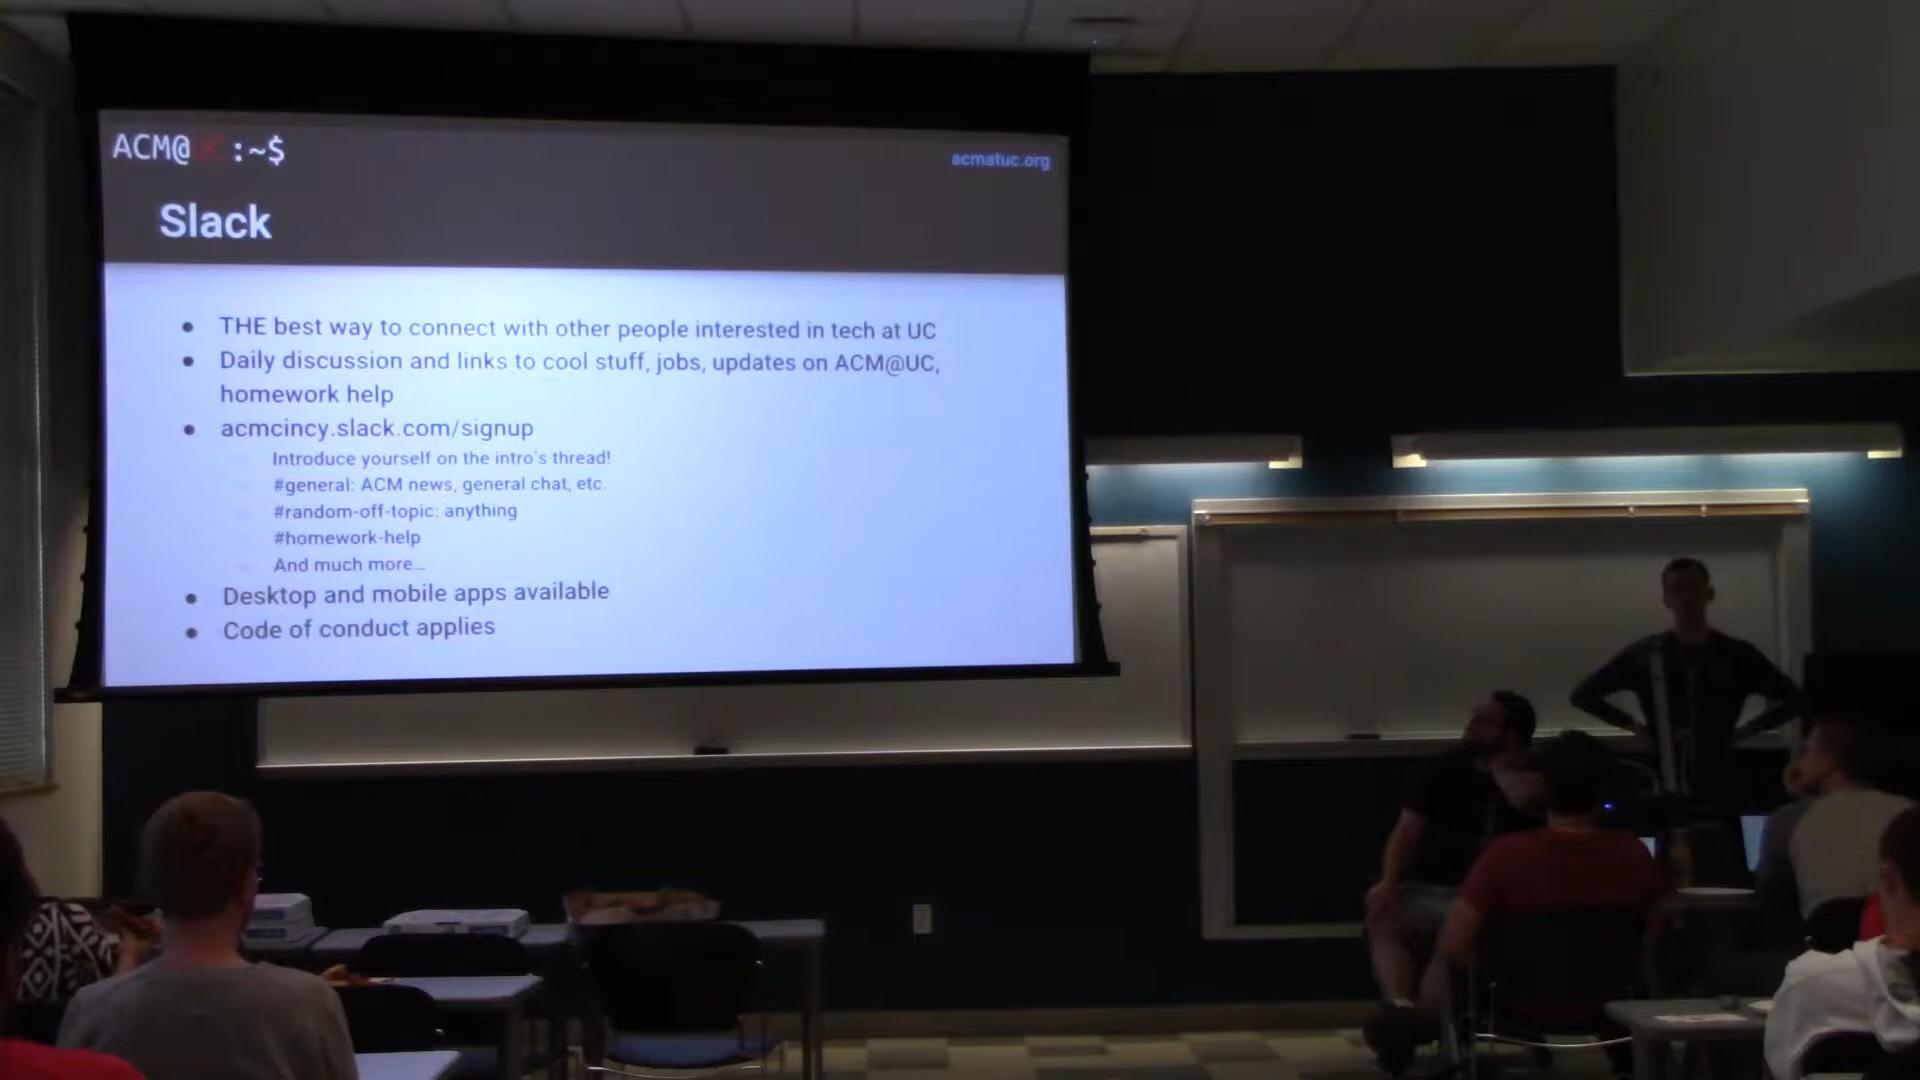 ACM@UC:~$
acmatuc.org
Slack
THE best way to connect with other people interested in tech at UC
Daily discussion and links to cool stuff, jobs, updates on ACM@UC,
homework help
acmcincy.slack.com/signup
Introduce yourself on the intro's thread!
#general: ACM news, general chat, etc.
#random-off-topic: anything
#homework-help
And much more...
Desktop and mobile apps available
Code of conduct applies